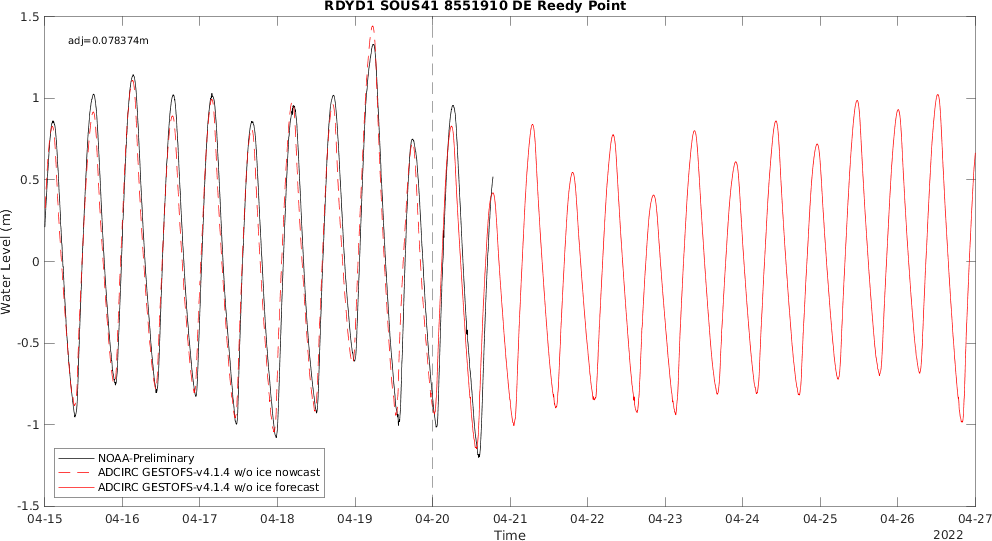 RDYD1 SOUS41 8551910 DE Reedy Point
adj=0.078374m
1.5
1
0.5
0
-0.5
-1
-1.5
Water Level (m)
NOAA-Preliminary
ADCIRC GESTOFS-v4.1.4 w/o ice nowcast
ADCIRC GESTOFS-v4.1.4 w/o ice forecast
04-15 04-16 04-17 04-18 04-19 04-20 04-21 04-22 04-23 04-24 04-25 04-26 04-27
Time
2022